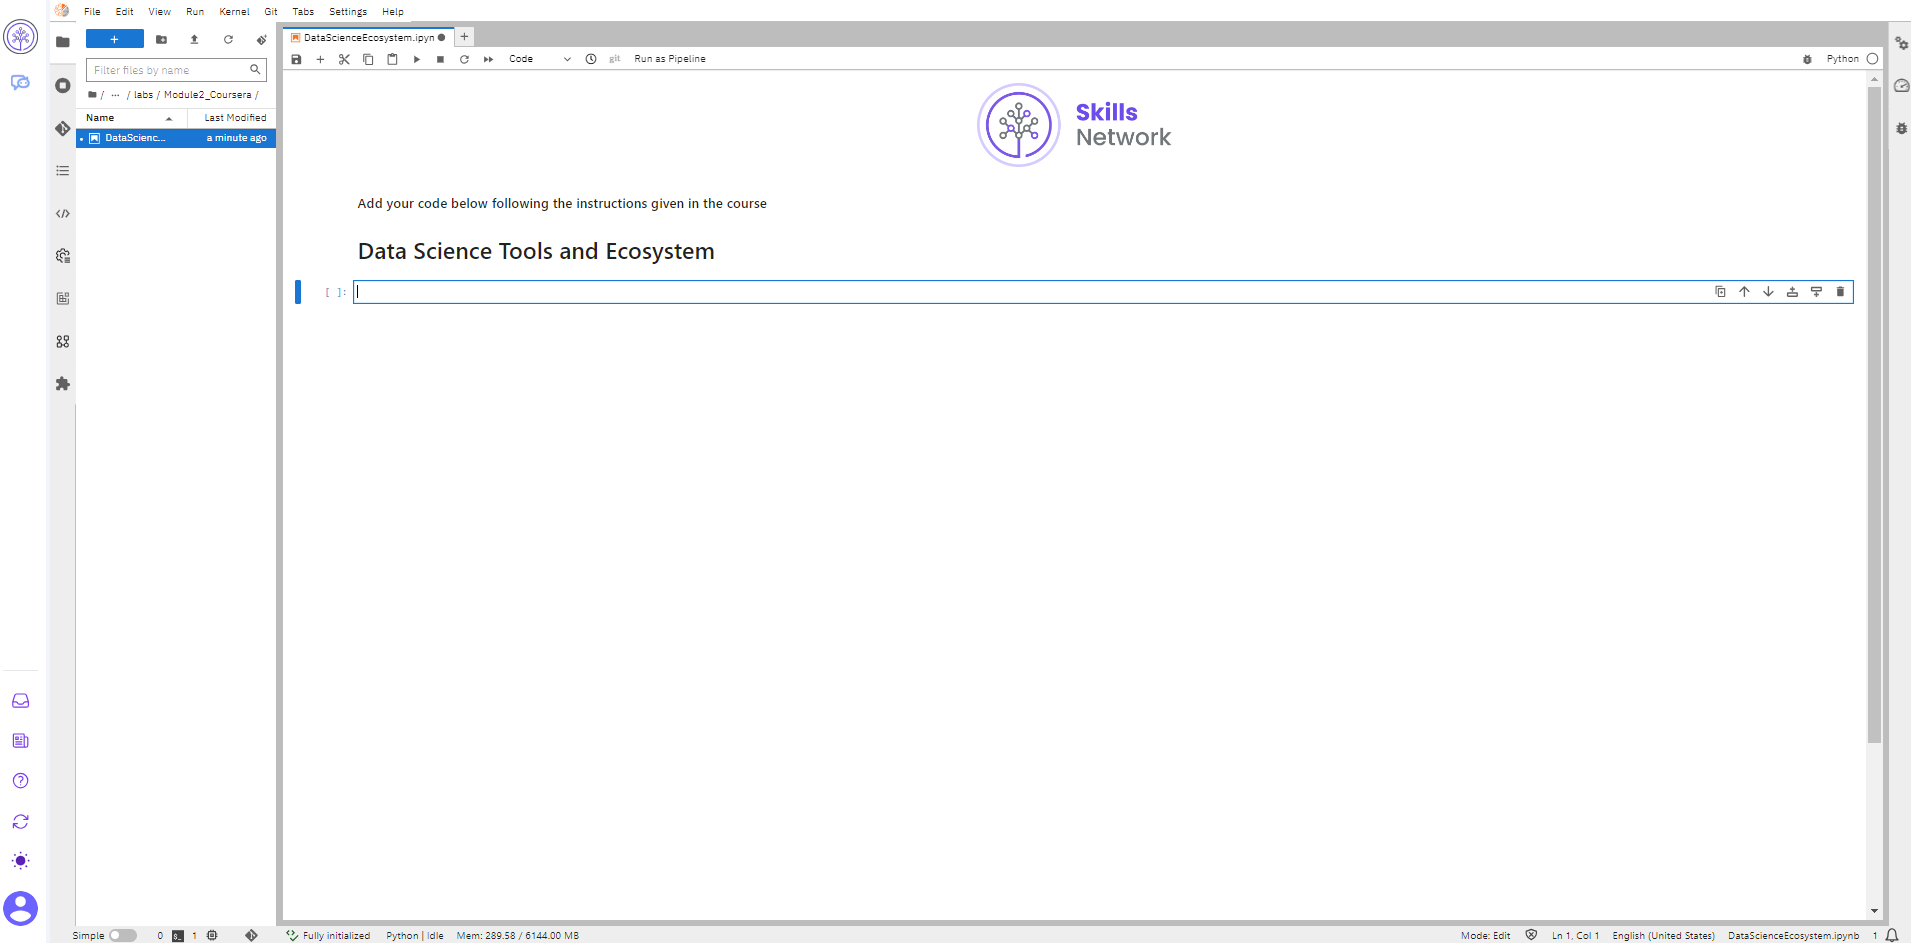 File Edit View Run Kernel Git Tabs Settings Help
Filter files by name
/ ... / labs / Module2_Coursera /
Name Last Modified
DataScienc... a minute ago
DataScienceEcosystem.ipyn
Code git Run as Pipeline Python
Skills
Network
Add your code below following the instructions given in the course
Data Science Tools and Ecosystem
[ ]:
Simple 0 $_ 1 Fully initialized Python | Idle Mem: 289.58 / 6144.00 MB Mode: Edit Ln 1, Col 1 English (United States) DataScienceEcosystem.ipynb 1